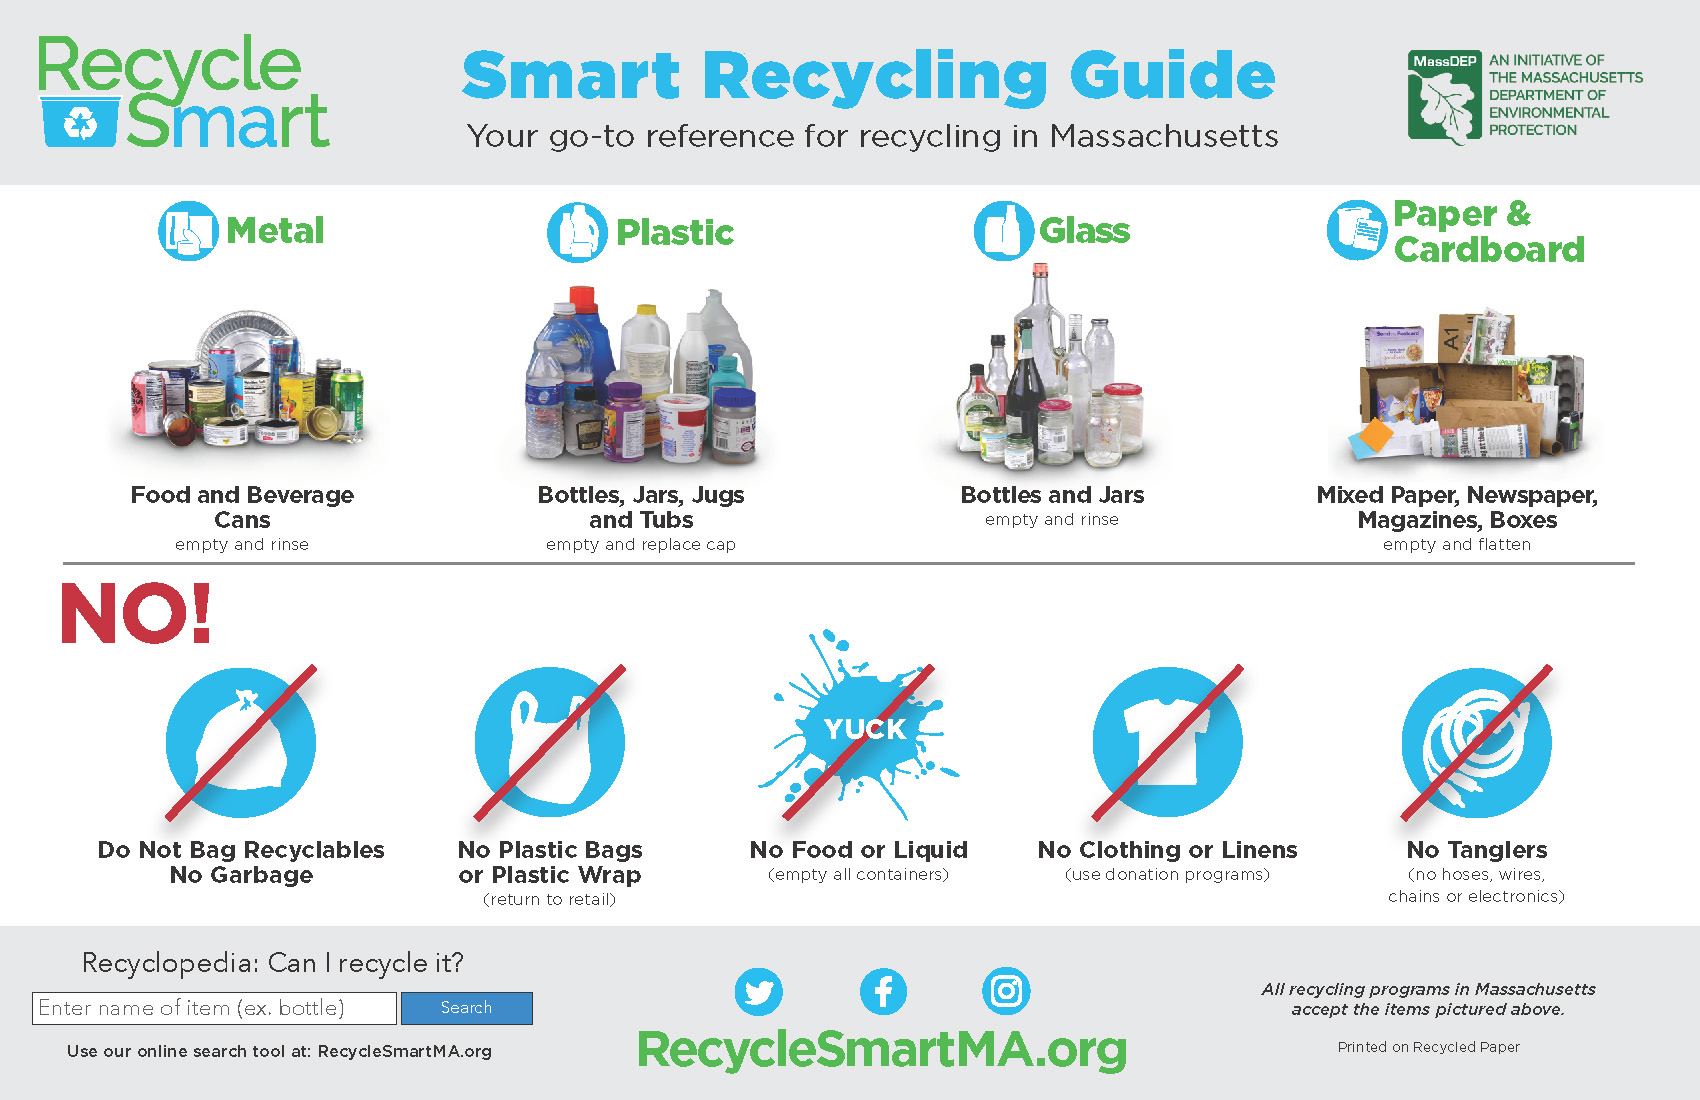 Recycle
Smart
Smart Recycling Guide
Your go-to reference for recycling in Massachusetts
MassDEP
AN INITIATIVE OF
THE MASSACHUSETTS
DEPARTMENT OF
ENVIRONMENTAL
PROTECTION
Metal
Plastic
Glass
Paper &
Cardboard
A1
Food and Beverage
Cans
empty and rinse
Bottles, Jars, Jugs
and Tubs
empty and replace cap
Bottles and Jars
empty and rinse
Mixed Paper, Newspaper,
Magazines, Boxes
empty and flatten
NO!
YUCK
Do Not Bag Recyclables
No Garbage
No Plastic Bags
or Plastic Wrap
(return to retail)
No Food or Liquid
(empty all containers)
No Clothing or Linens
(use donation programs)
No Tanglers
(no hoses, wires,
chains or electronics)
Recyclopedia: Can I recycle it?
Enter name of item (ex. bottle)
Search
Use our online search tool at: RecycleSmartMA.org
RecycleSmartMA.org
All recycling programs in Massachusetts
accept the items pictured above.
Printed on Recycled Paper